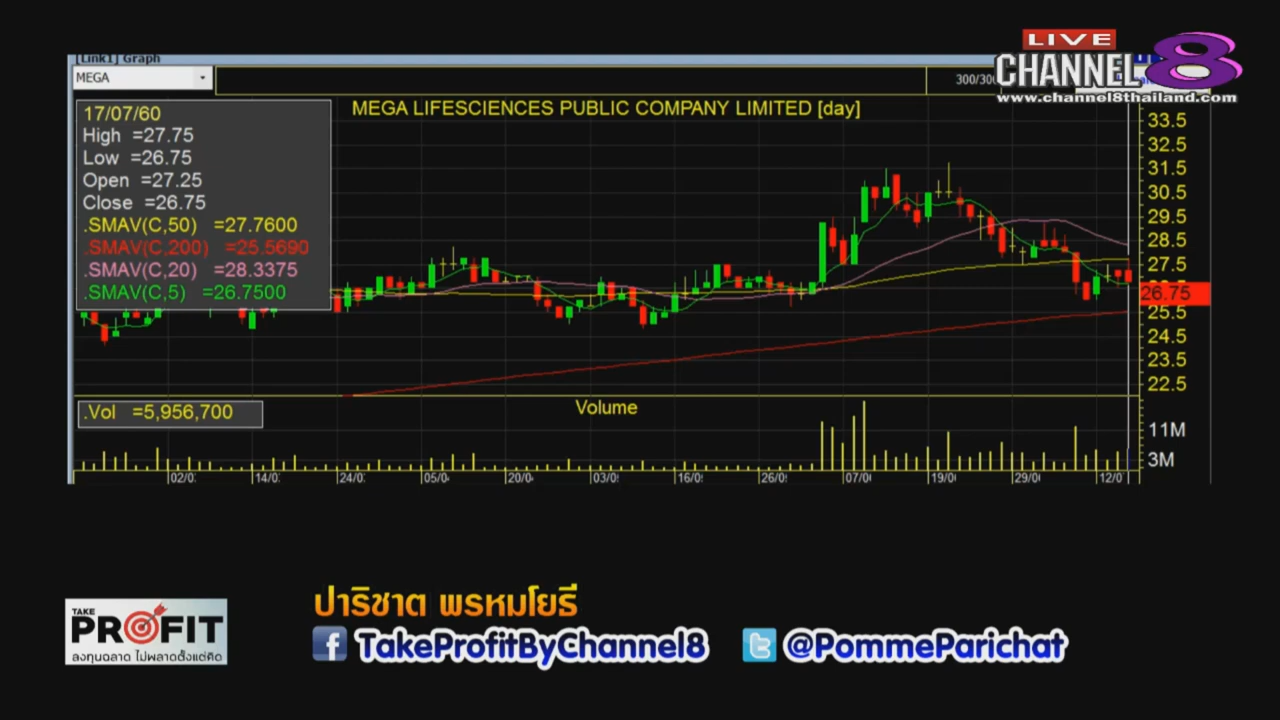 [Link1] Graph
LIVE
CHANNEL 8
www.channel8thailand.com
MEGA
MEGA LIFESCIENCES PUBLIC COMPANY LIMITED [day]
17/07/60
High =27.75
Low =26.75
Open =27.25
Close =26.75
.SMAV(C,50) =27.7600
.SMAV(C,200) =25.5690
.SMAV(C,20) =28.3375
.SMAV(C,5) =26.7500
33.5
32.5
31.5
30.5
29.5
28.5
27.5
26.75
25.5
24.5
23.5
22.5
.Vol =5,956,700
Volume
11M
3M
TAKE
PROFIT
ลงทุนฉลาด ไม่พลาดตั้งแต่คิด
ปาริชาต พรหมโยธี
TakeProfitByChannel8
@PommeParichat